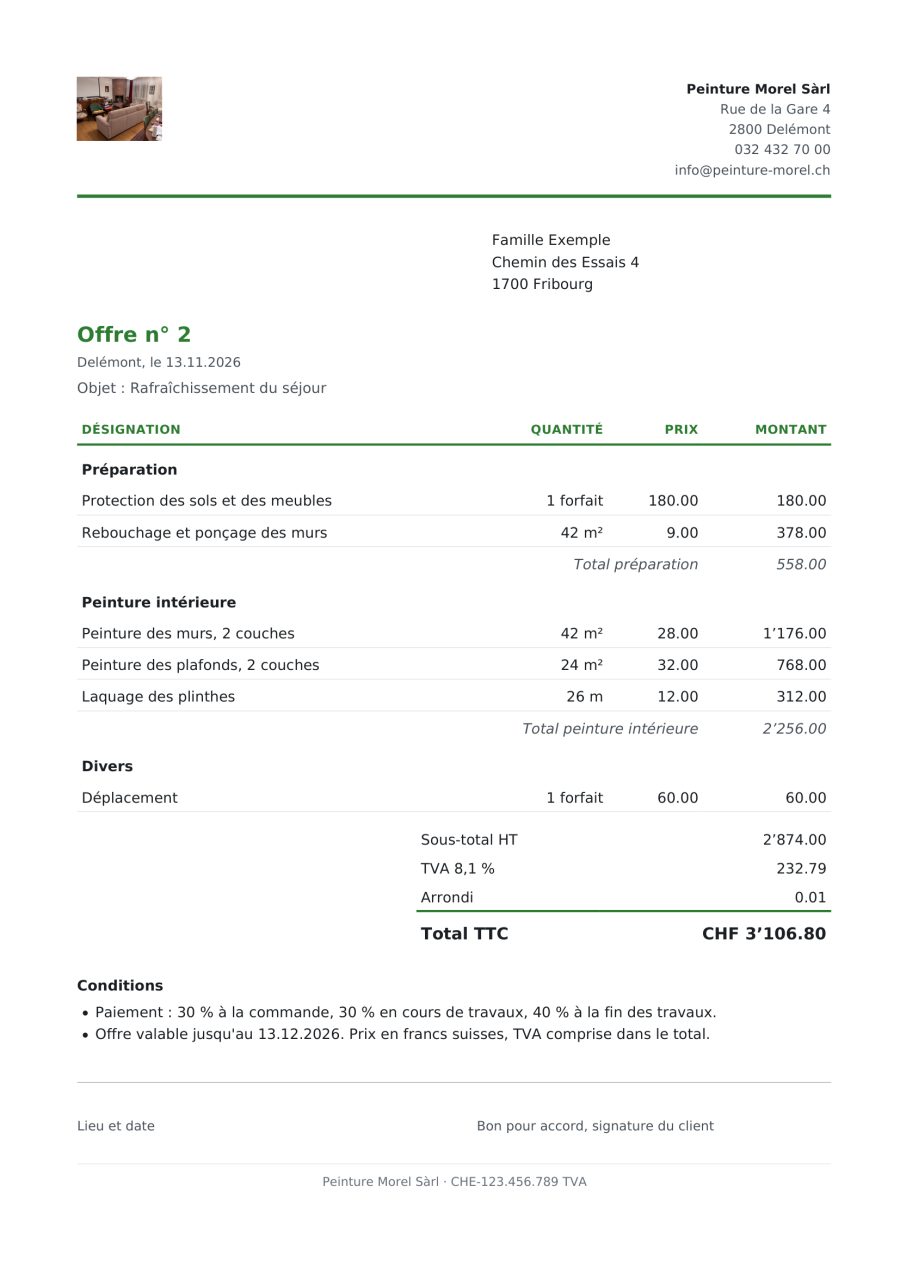 Peinture Morel Sàrl
Rue de la Gare 4
2800 Delémont
032 432 70 00
info@peinture-morel.ch
Famille Exemple
Chemin des Essais 4
1700 Fribourg
Offre n° 2
Delémont, le 13.11.2026
Objet : Rafraîchissement du séjour
DÉSIGNATION QUANTITÉ PRIX MONTANT
Préparation
Protection des sols et des meubles 1 forfait 180.00 180.00
Rebouchage et ponçage des murs 42 m² 9.00 378.00
Total préparation 558.00
Peinture intérieure
Peinture des murs, 2 couches 42 m² 28.00 1’176.00
Peinture des plafonds, 2 couches 24 m² 32.00 768.00
Laquage des plinthes 26 m 12.00 312.00
Total peinture intérieure 2’256.00
Divers
Déplacement 1 forfait 60.00 60.00
Sous-total HT 2’874.00
TVA 8,1 % 232.79
Arrondi 0.01
Total TTC CHF 3’106.80
Conditions
• Paiement : 30 % à la commande, 30 % en cours de travaux, 40 % à la fin des travaux.
• Offre valable jusqu'au 13.12.2026. Prix en francs suisses, TVA comprise dans le total.
Lieu et date Bon pour accord, signature du client
Peinture Morel Sàrl · CHE-123.456.789 TVA